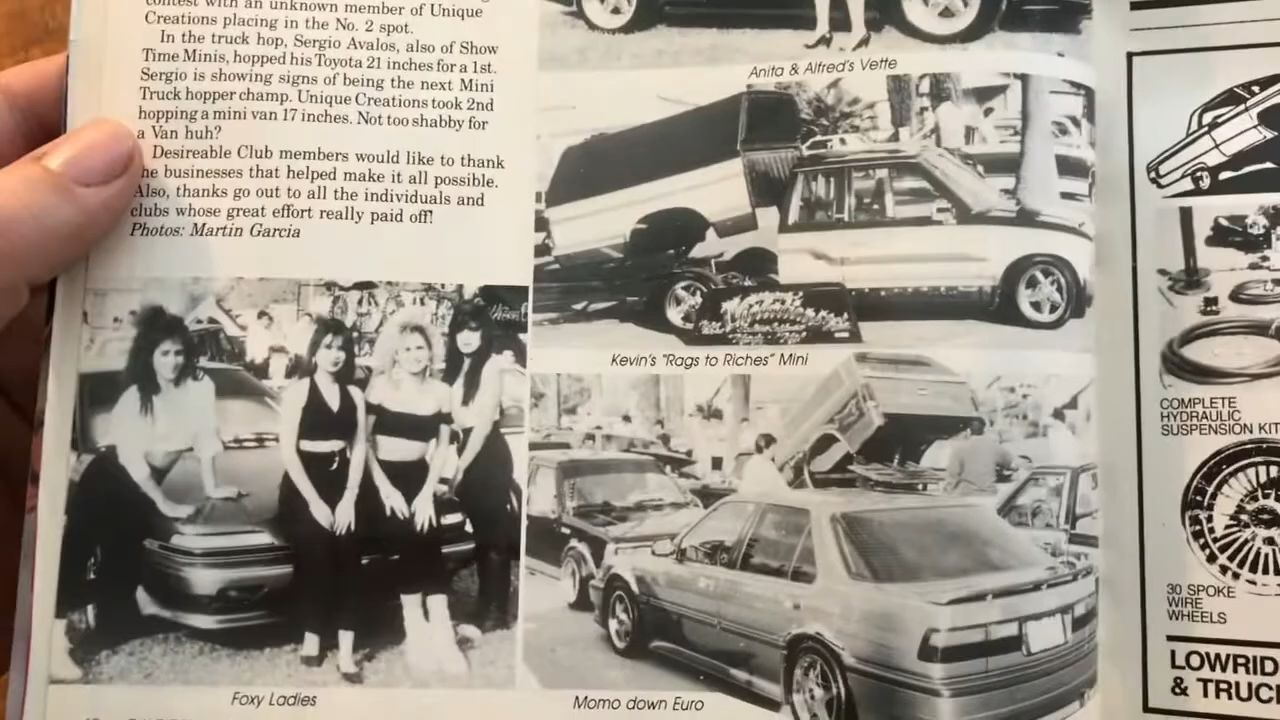 contest with an unknown member of Unique
Creations placing in the No. 2 spot.
In the truck hop, Sergio Avalos, also of Show
Time Minis, hopped his Toyota 21 inches for a 1st.
Sergio is showing signs of being the next Mini
Truck hopper champ. Unique Creations took 2nd
hopping a mini van 17 inches. Not too shabby for
a Van huh?
Desireable Club members would like to thank
he businesses that helped make it all possible.
Also, thanks go out to all the individuals and
clubs whose great effort really paid off!
Photos: Martin Garcia
Foxy Ladies
Anita & Alfred's Vette
Kevin's "Rags to Riches" Mini
Momo down Euro
COMPLETE
HYDRAULIC
SUSPENSION KIT
30 SPOKE
WIRE
WHEELS
LOWRID
& TRUC